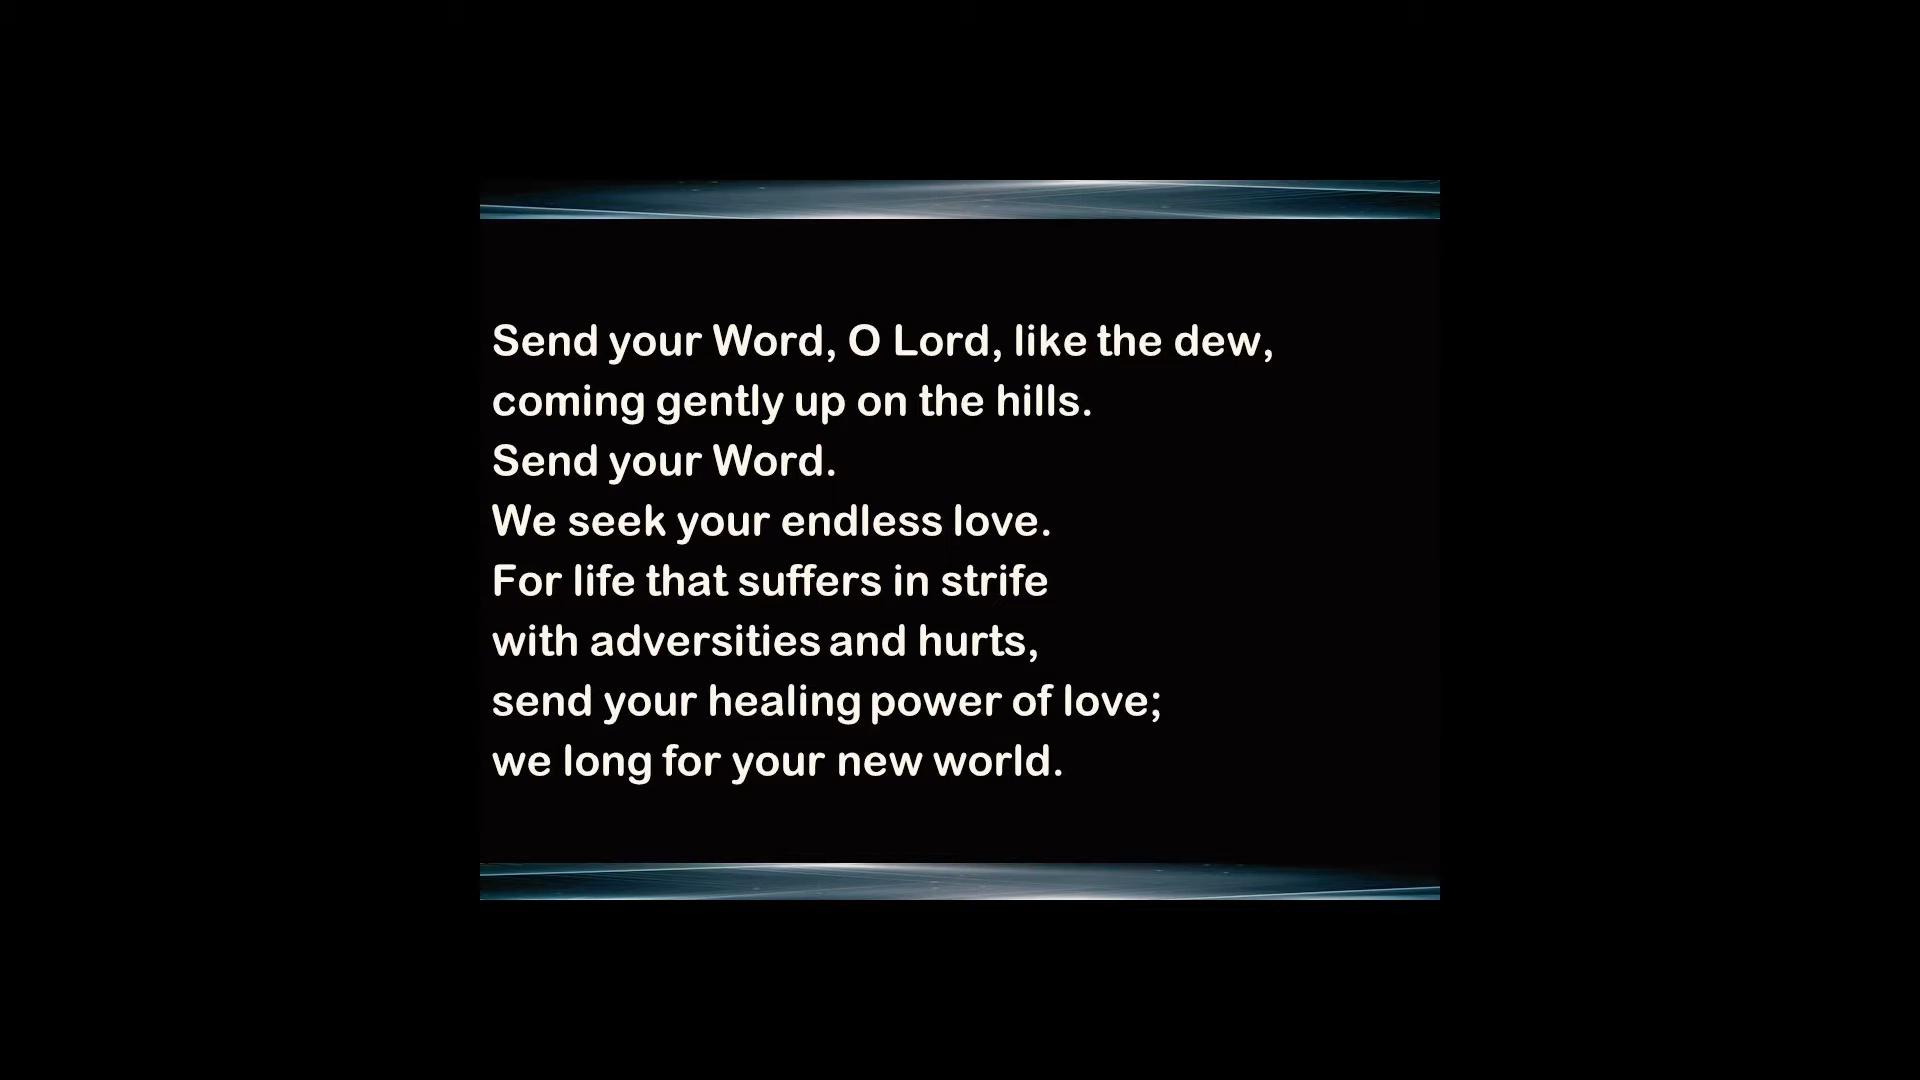 Send your Word, O Lord, like the dew,
coming gently up on the hills.
Send your Word.
We seek your endless love.
For life that suffers in strife
with adversities and hurts,
send your healing power of love;
we long for your new world.